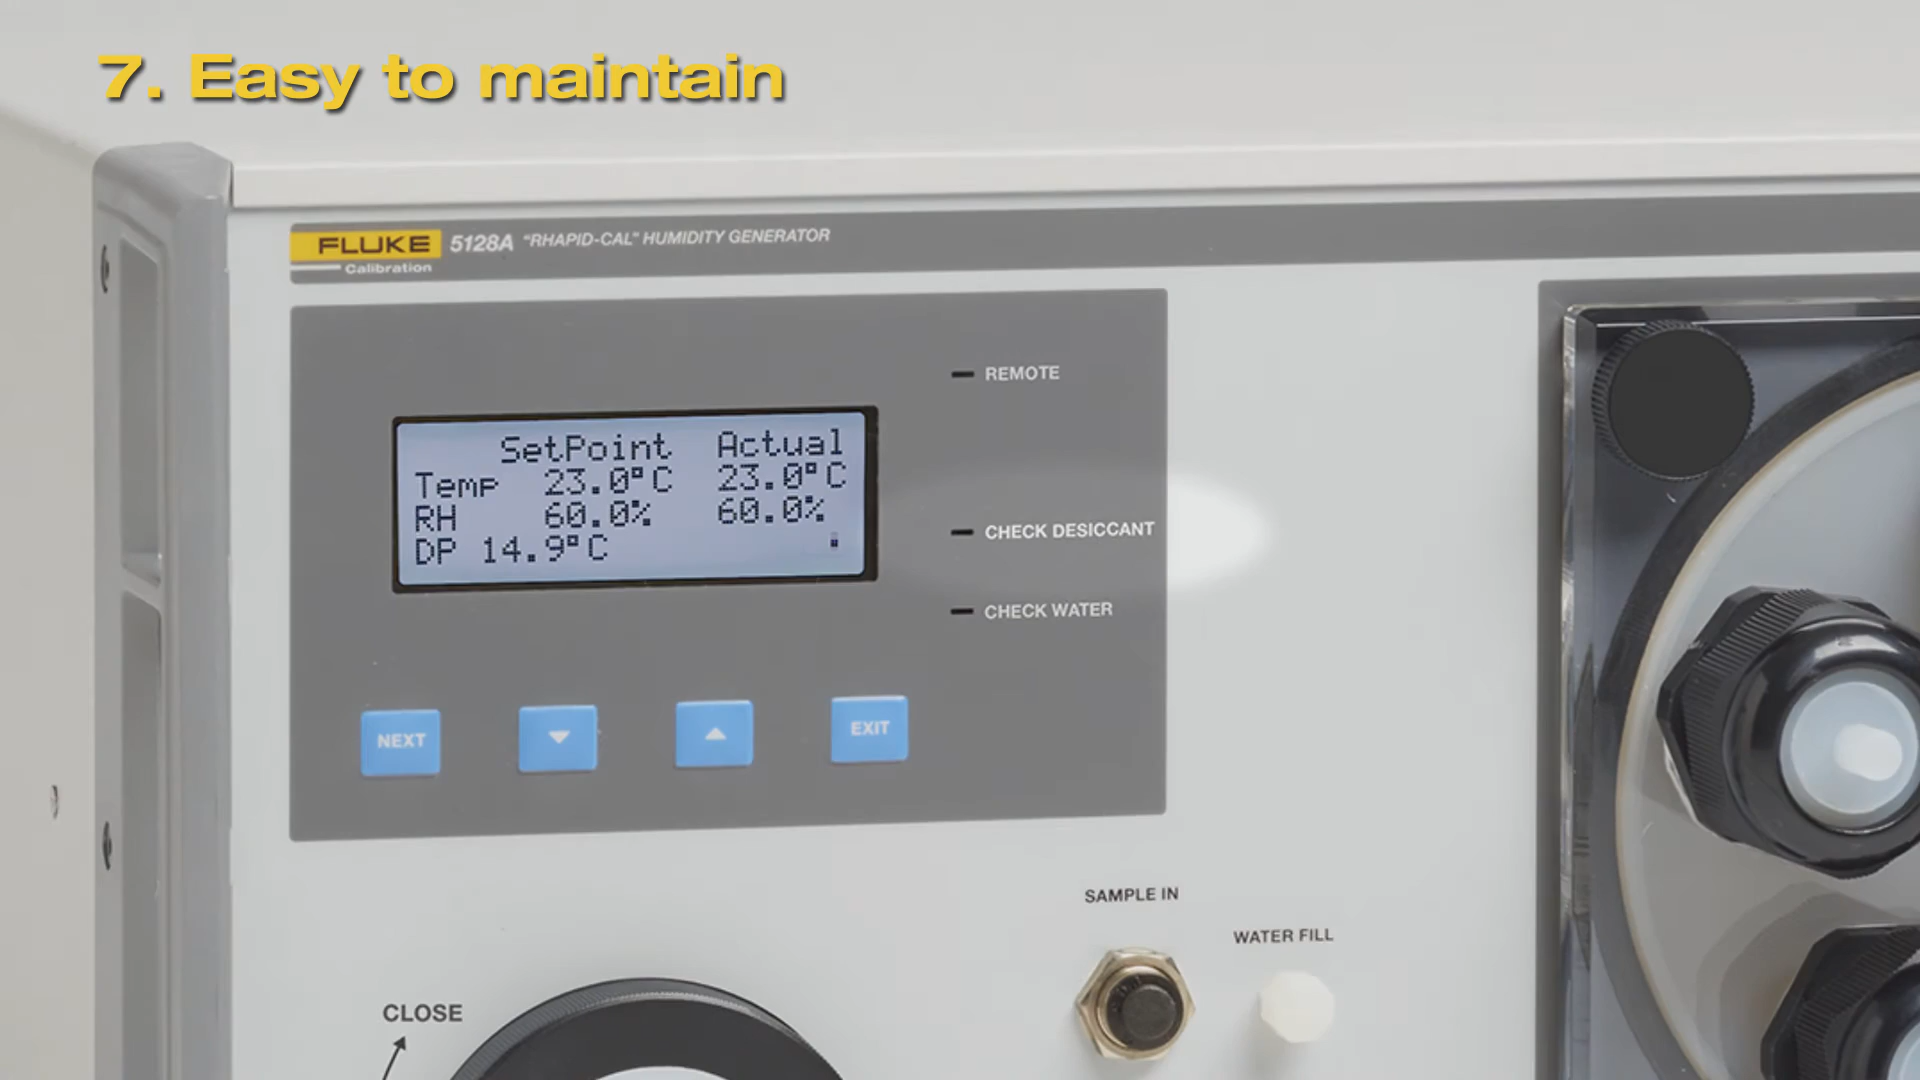 7. Easy to maintain
FLUKE
Calibration
5128A "RHAPID-CAL" HUMIDITY GENERATOR
REMOTE
SetPoint Actual
Temp 23.0°C 23.0°C
RH 60.0% 60.0%
DP 14.9°C
CHECK DESICCANT
CHECK WATER
NEXT
EXIT
SAMPLE IN
WATER FILL
CLOSE